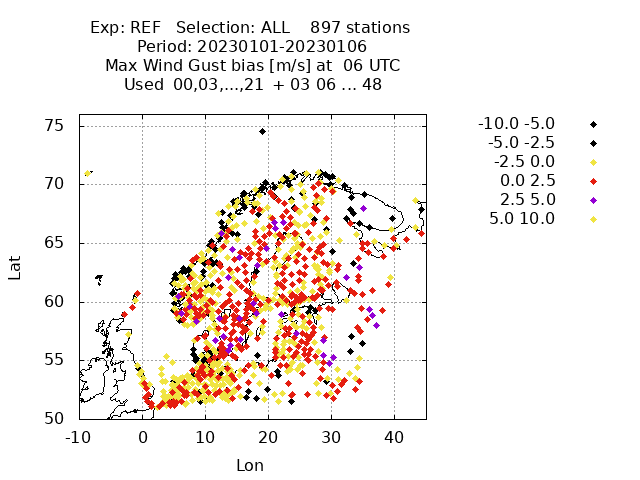 Exp: REF   Selection: ALL    897 stations
Period: 20230101-20230106
Max Wind Gust bias [m/s] at  06 UTC
Used  00,03,...,21  + 03 06 ... 48
-10.0 -5.0
-5.0 -2.5
-2.5 0.0
0.0 2.5
2.5 5.0
5.0 10.0
75
70
65
60
55
50
Lat
-10 0 10 20 30 40
Lon